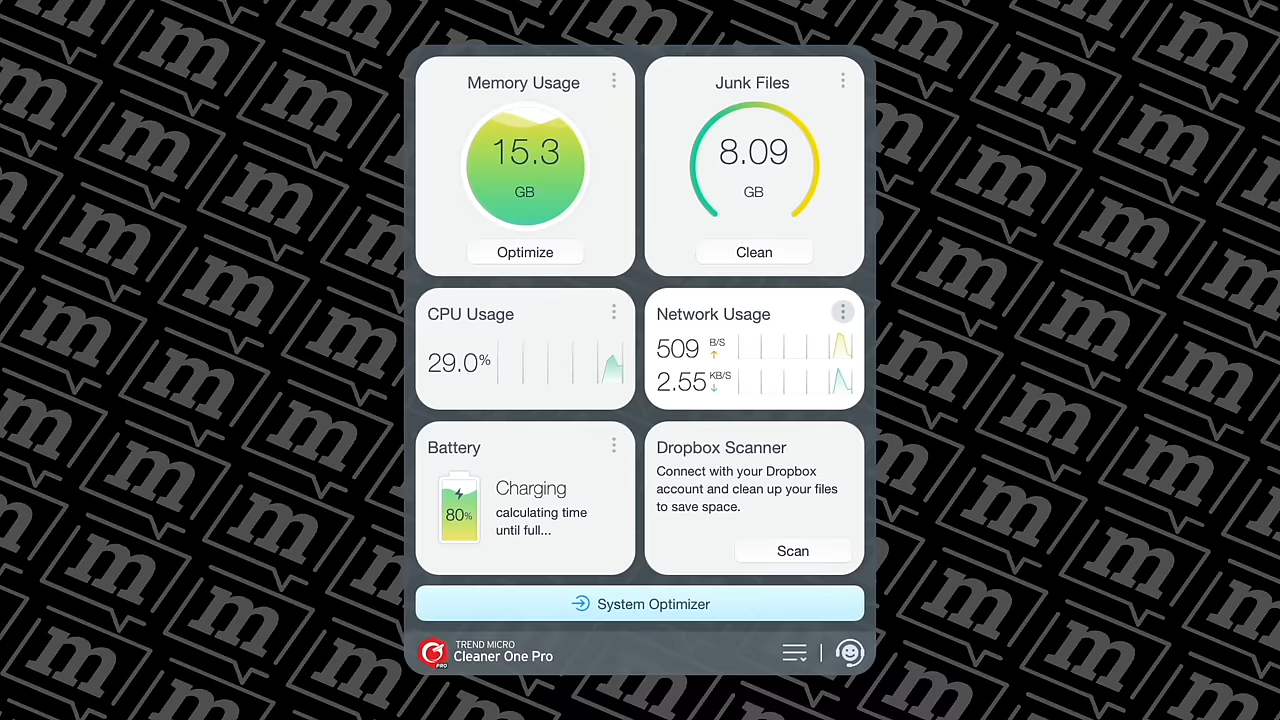 Memory Usage
15.3
GB
Optimize
Junk Files
8.09
GB
Clean
CPU Usage
29.0%
Network Usage
509 B/S
2.55 KB/S
Battery
80%
Charging
calculating time
until full...
Dropbox Scanner
Connect with your Dropbox
account and clean up your files
to save space.
Scan
System Optimizer
PRO
TREND MICRO
Cleaner One Pro